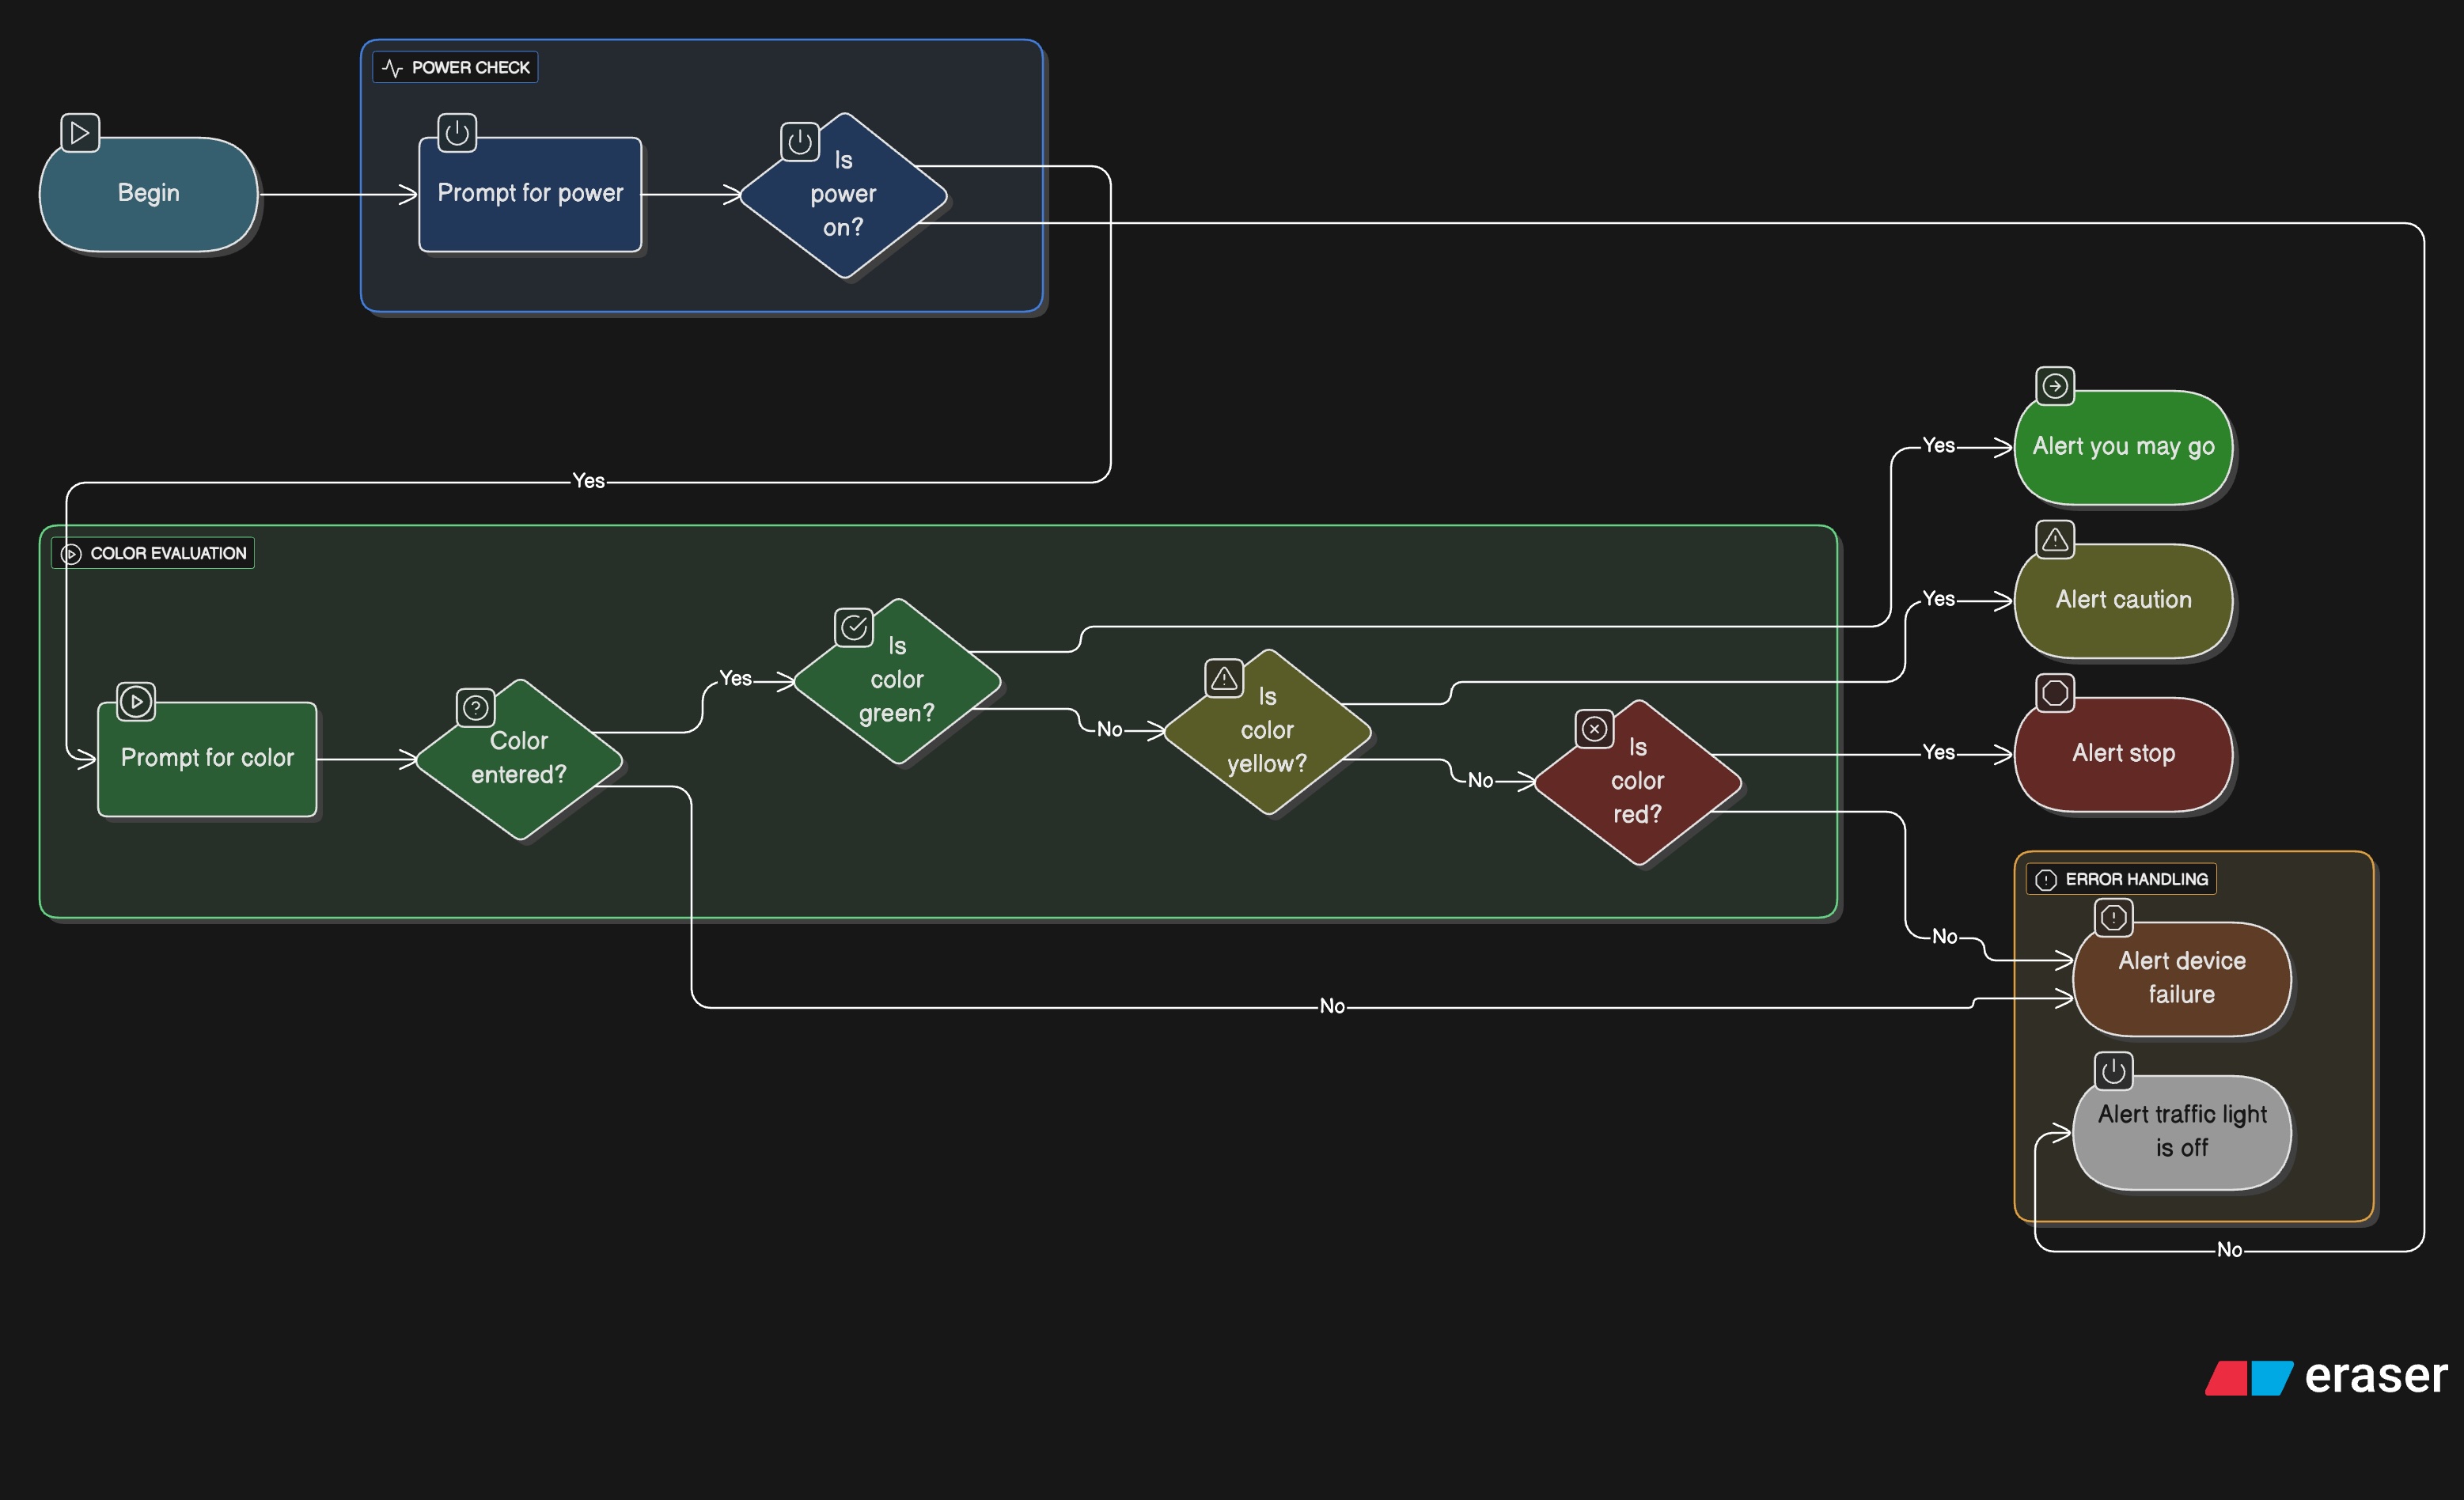 POWER CHECK
Begin
Prompt for power
Is
power
on?
Yes
COLOR EVALUATION
Prompt for color
Color
entered?
Yes
Is
color
green?
No
Is
color
yellow?
No
Is
color
red?
Yes
Alert you may go
Yes
Alert caution
Yes
Alert stop
ERROR HANDLING
No
Alert device
failure
No
Alert traffic light
is off
No
eraser